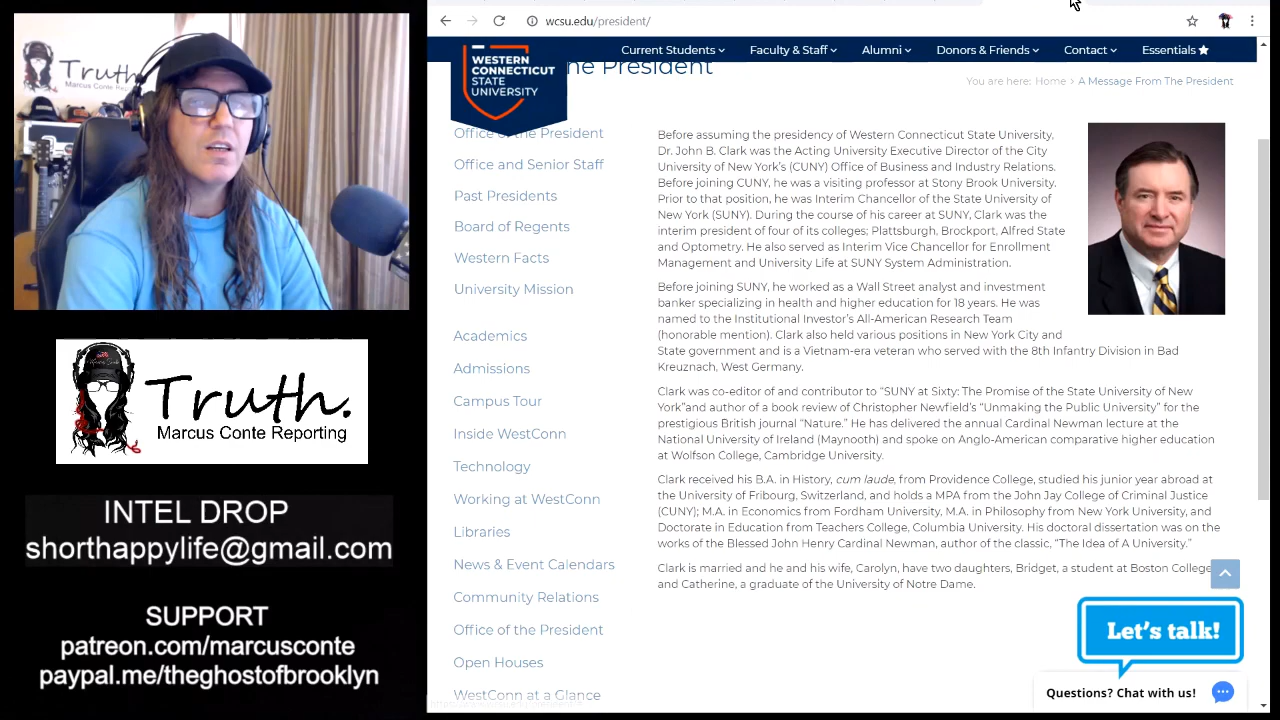 Truth.
Marcus Conte Reporting
Truth.
Marcus Conte Reporting
INTEL DROP
shorthappylife@gmail.com
SUPPORT
patreon.com/marcusconte
paypal.me/theghostofbrooklyn
wcsu.edu/president/
Current Students
Faculty & Staff
Alumni
Donors & Friends
Contact
Essentials
WESTERN
CONNECTICUT
STATE
UNIVERSITY
the President
You are here: Home > A Message From The President
Office of the President
Office and Senior Staff
Past Presidents
Board of Regents
Western Facts
University Mission
Academics
Admissions
Campus Tour
Inside WestConn
Technology
Working at WestConn
Libraries
News & Event Calendars
Community Relations
Office of the President
Open Houses
WestConn at a Glance
Before assuming the presidency of Western Connecticut State University,
Dr. John B. Clark was the Acting University Executive Director of the City
University of New York's (CUNY) Office of Business and Industry Relations.
Before joining CUNY, he was a visiting professor at Stony Brook University.
Prior to that position, he was Interim Chancellor of the State University of
New York (SUNY). During the course of his career at SUNY, Clark was the
interim president of four of its colleges; Plattsburgh, Brockport, Alfred State
and Optometry. He also served as Interim Vice Chancellor for Enrollment
Management and University Life at SUNY System Administration.
Before joining SUNY, he worked as a Wall Street analyst and investment
banker specializing in health and higher education for 18 years. He was
named to the Institutional Investor's All-American Research Team
(honorable mention). Clark also held various positions in New York City and
State government and is a Vietnam-era veteran who served with the 8th Infantry Division in Bad
Kreuznach, West Germany.
Clark was co-editor of and contributor to "SUNY at Sixty: The Promise of the State University of New
York"and author of a book review of Christopher Newfield's "Unmaking the Public University" for the
prestigious British journal "Nature." He has delivered the annual Cardinal Newman lecture at the
National University of Ireland (Maynooth) and spoke on Anglo-American comparative higher education
at Wolfson College, Cambridge University.
Clark received his B.A. in History, cum laude, from Providence College, studied his junior year abroad at
the University of Fribourg, Switzerland, and holds EMPA from the John Jay College of Criminal Justice
(CUNY); M.A. in Economics from Fordham University, M.A. in Philosophy from New York University, and
Doctorate in Education from Teachers College, Columbia University. His doctoral dissertation was on the
works of the Blessed John Henry Cardinal Newman, author of the classic, "The Idea of A University."
Clark is married and he and his wife, Carolyn, have two daughters, Bridget, a student at Boston College,
and Catherine, a graduate of the University of Notre Dame.
Let's talk!
Questions? Chat with us!